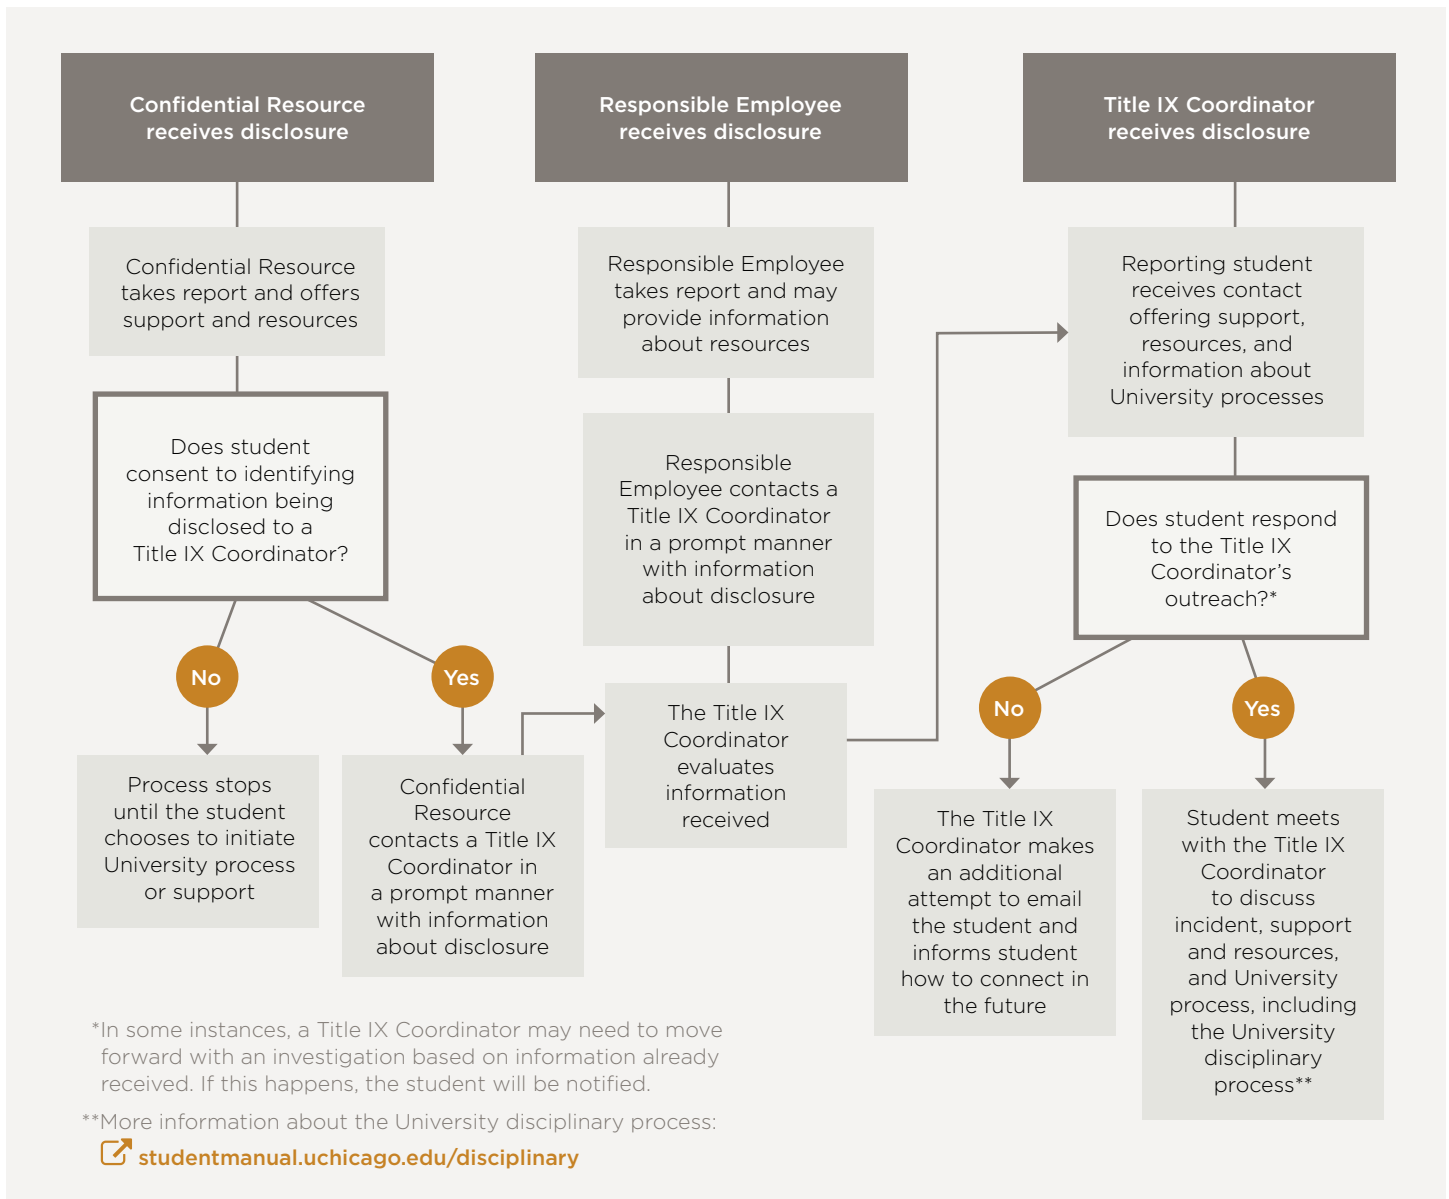 Confidential Resource
receives disclosure
Confidential Resource
takes report and offers
support and resources
Does student
consent to identifying
information being
disclosed to a
Title IX Coordinator?
No
Yes
Process stops
until the student
chooses to initiate
University process
or support
Confidential
Resource
contacts a Title IX
Coordinator in
a prompt manner
with information
about disclosure
Responsible Employee
receives disclosure
Responsible Employee
takes report and may
provide information
about resources
Responsible
Employee contacts a
Title IX Coordinator
in a prompt manner
with information
about disclosure
The Title IX
Coordinator
evaluates
information
received
Title IX Coordinator
receives disclosure
Reporting student
receives contact
offering support,
resources, and
information about
University processes
Does student respond
to the Title IX
Coordinator’s
outreach?*
No
Yes
The Title IX
Coordinator makes
an additional
attempt to email
the student and
informs student
how to connect in
the future
Student meets
with the Title IX
Coordinator
to discuss
incident, support
and resources,
and University
process, including
the University
disciplinary
process**
*In some instances, a Title IX Coordinator may need to move
forward with an investigation based on information already
received. If this happens, the student will be notified.
**More information about the University disciplinary process:
studentmanual.uchicago.edu/disciplinary